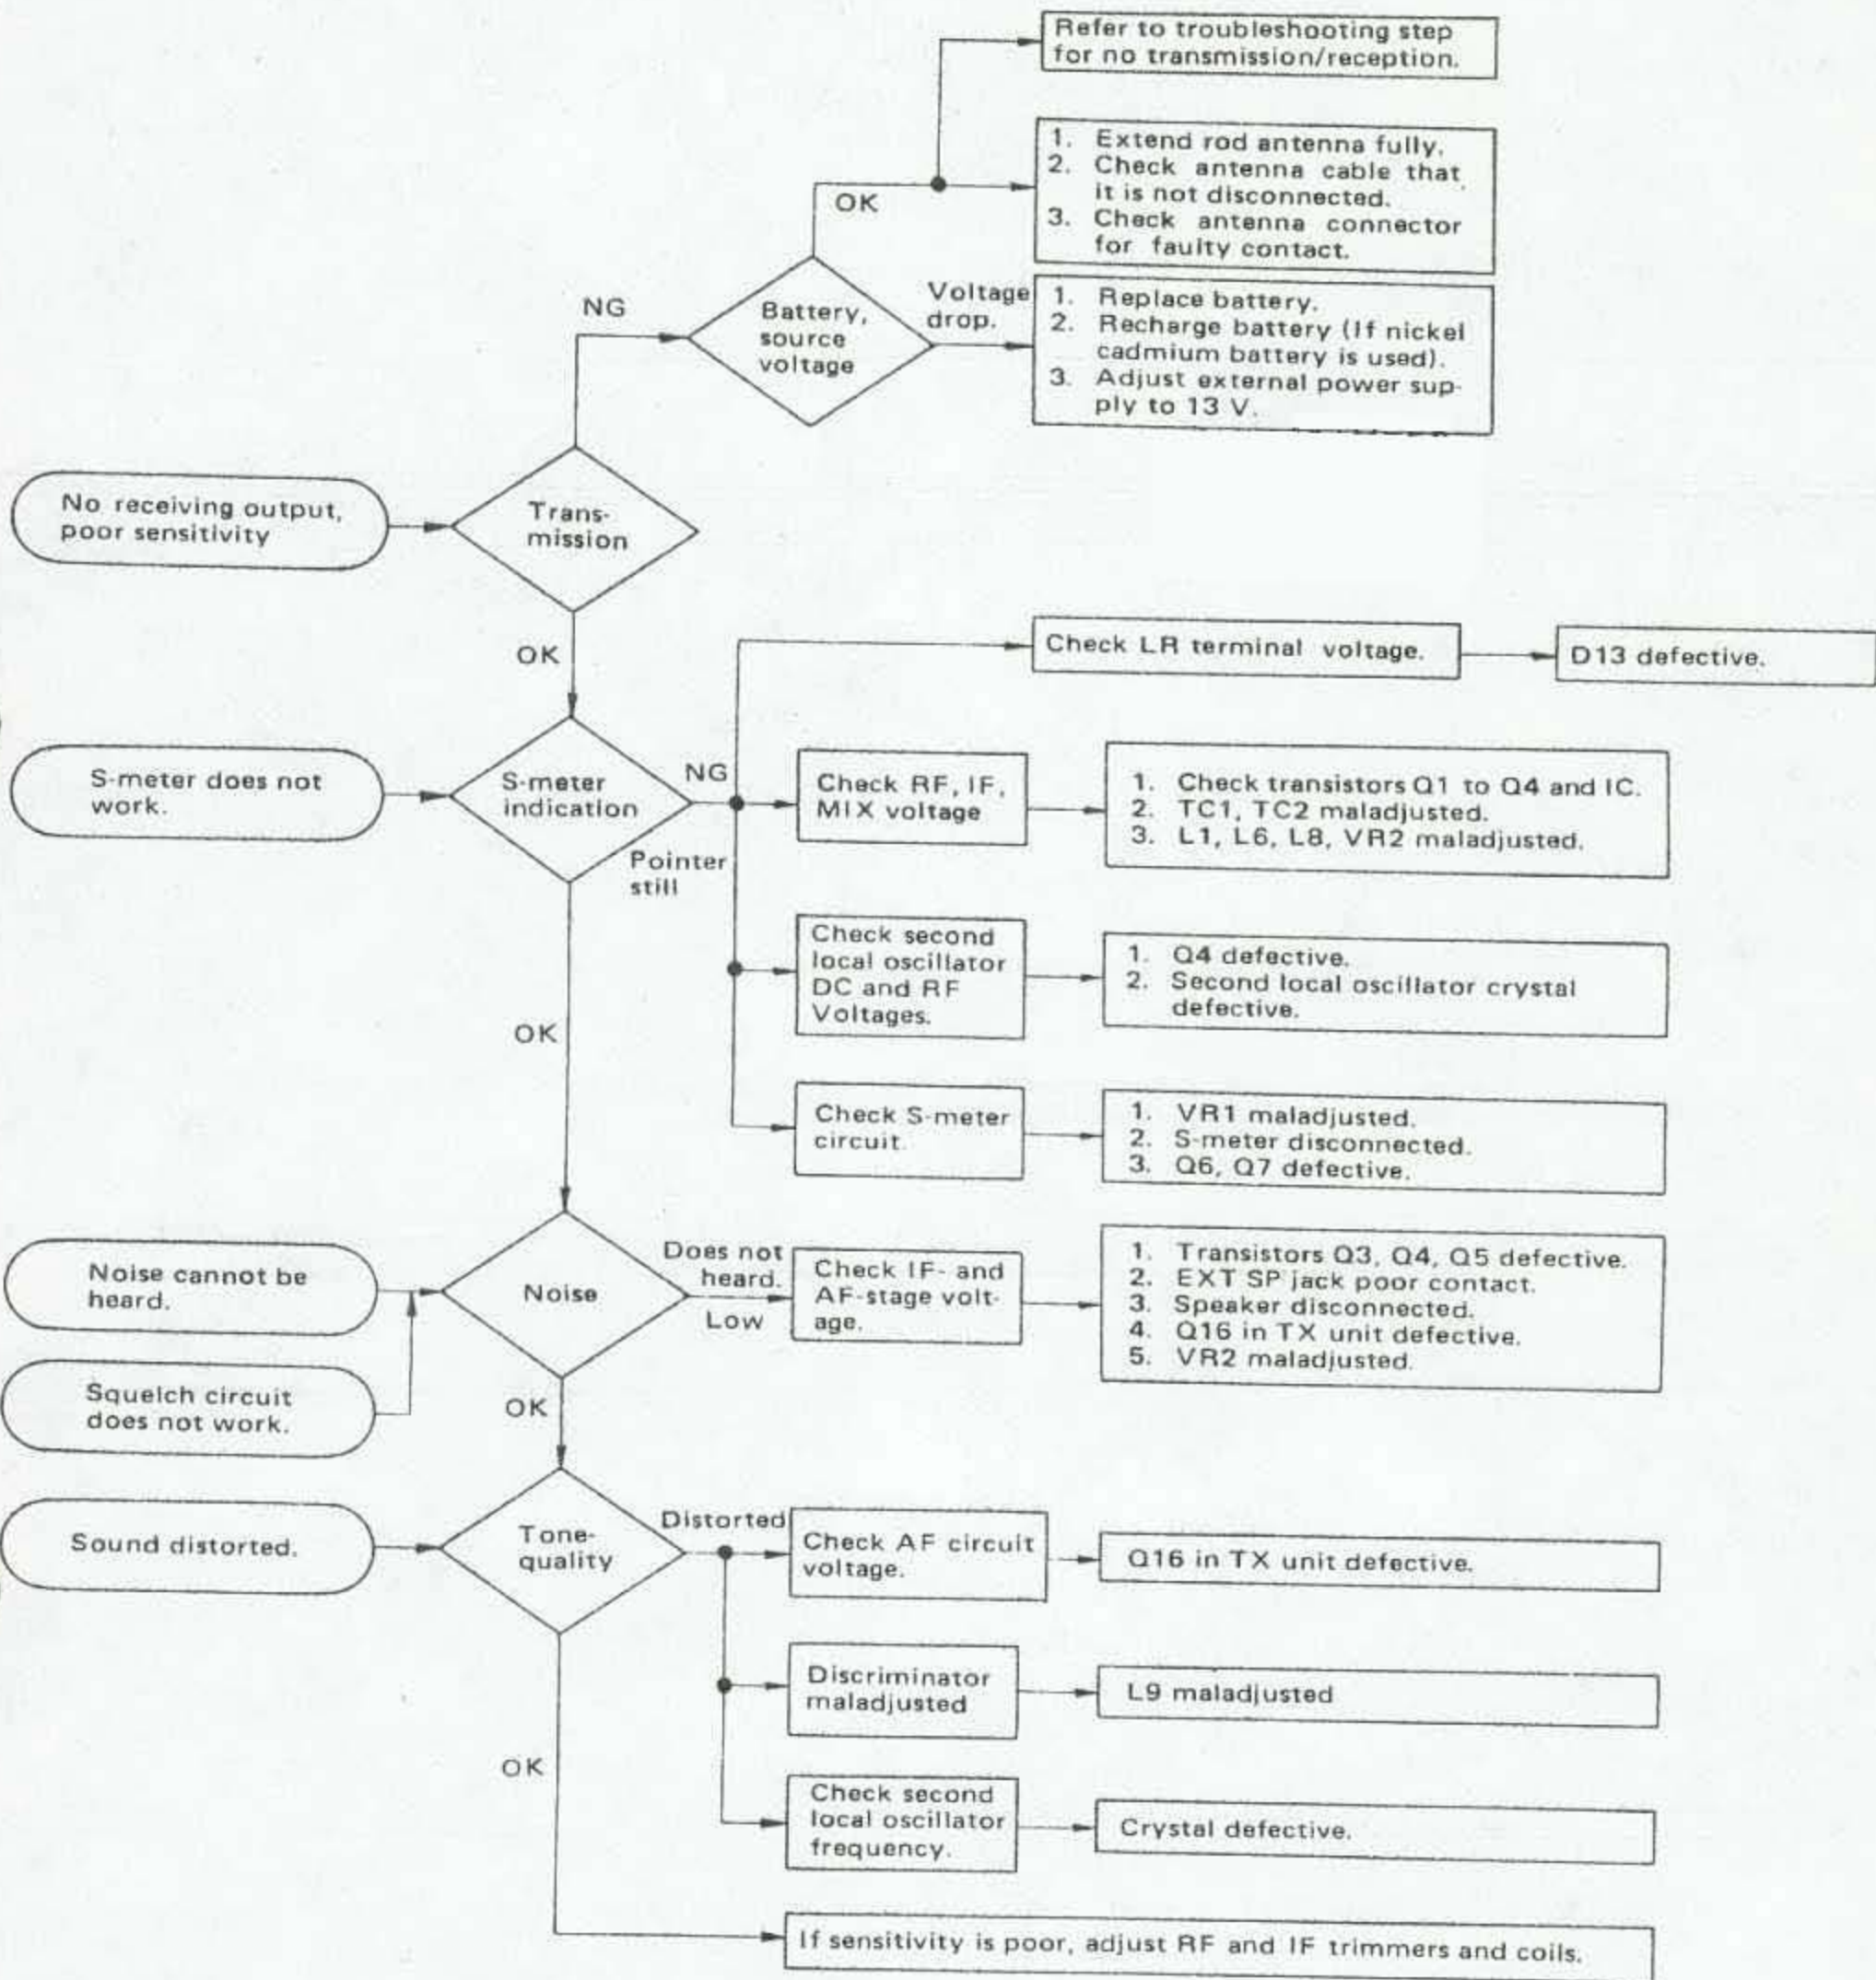 Refer to troubleshooting step
for no transmission/reception.
1. Extend rod antenna fully.
2. Check antenna cable that
it is not disconnected.
3. Check antenna connector
for faulty contact.
OK
NG
Battery,
source
voltage
Voltage
drop.
1. Replace battery.
2. Recharge battery (If nickel
cadmium battery is used).
3. Adjust external power sup-
ply to 13 V.
No receiving output,
poor sensitivity
Trans-
mission
OK
Check LR terminal voltage.
D13 defective.
S-meter does not
work.
S-meter
indication
NG
Pointer
still
Check RF, IF,
MIX voltage
1. Check transistors Q1 to Q4 and IC.
2. TC1, TC2 maladjusted.
3. L1, L6, L8, VR2 maladjusted.
Check second
local oscillator
DC and RF
Voltages.
1. Q4 defective.
2. Second local oscillator crystal
defective.
OK
Check S-meter
circuit.
1. VR1 maladjusted.
2. S-meter disconnected.
3. Q6, Q7 defective.
Noise cannot be
heard.
Noise
Does not
heard.
Low
Check IF- and
AF-stage volt-
age.
1. Transistors Q3, Q4, Q5 defective.
2. EXT SP jack poor contact.
3. Speaker disconnected.
4. Q16 in TX unit defective.
5. VR2 maladjusted.
Squelch circuit
does not work.
OK
Sound distorted.
Tone-
quality
Distorted
Check AF circuit
voltage.
Q16 in TX unit defective.
Discriminator
maladjusted
L9 maladjusted
OK
Check second
local oscillator
frequency.
Crystal defective.
If sensitivity is poor, adjust RF and IF trimmers and coils.